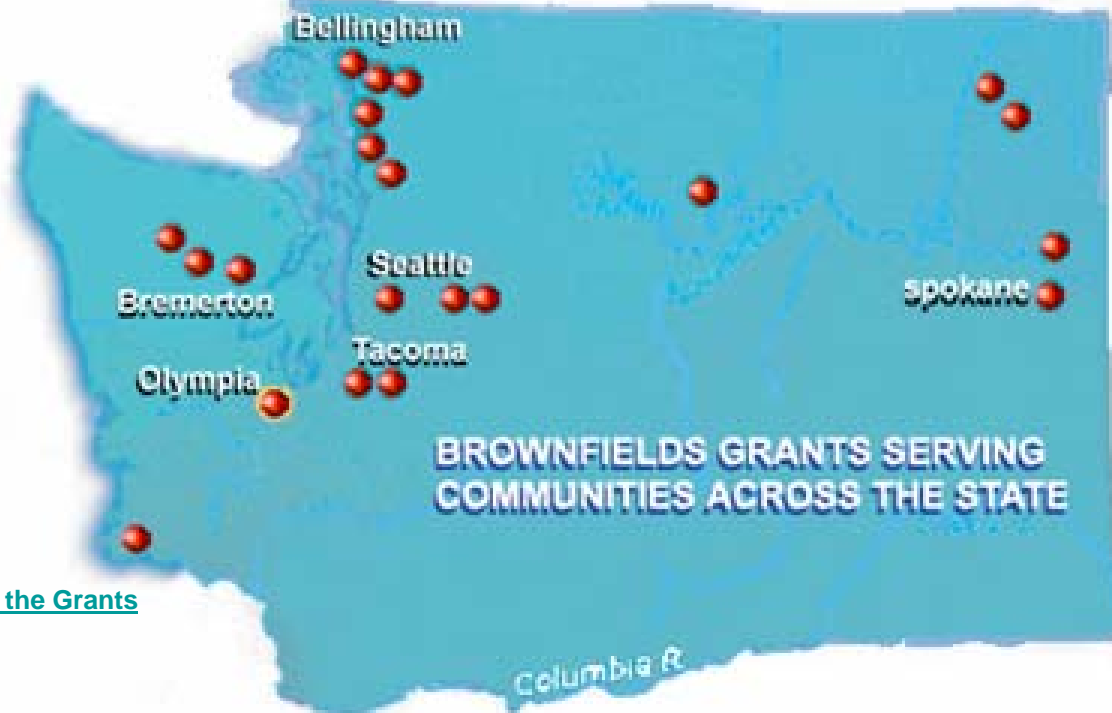 Bellingham
Seattle
spokane
Bremerton
Tacoma
Olympia
BROWNFIELDS GRANTS SERVING
COMMUNITIES ACROSS THE STATE
the Grants
Columbia R